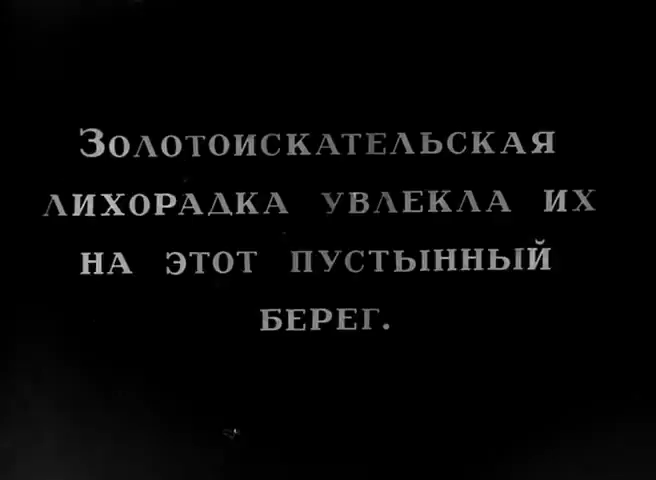 Золотоискательская
лихорадка увлекла их
на этот пустынный
берег.